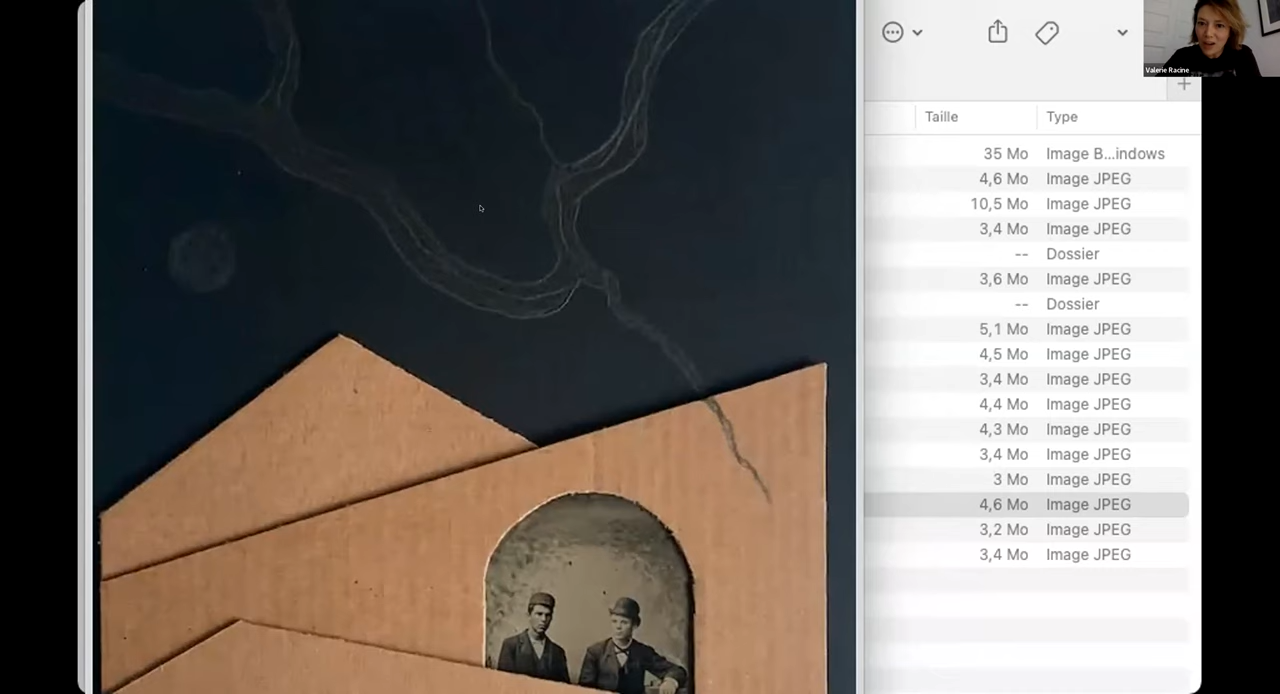 Valerie Racine
Taille Type
35 Mo Image B...indows
4,6 Mo Image JPEG
10,5 Mo Image JPEG
3,4 Mo Image JPEG
-- Dossier
3,6 Mo Image JPEG
-- Dossier
5,1 Mo Image JPEG
4,5 Mo Image JPEG
3,4 Mo Image JPEG
4,4 Mo Image JPEG
4,3 Mo Image JPEG
3,4 Mo Image JPEG
3 Mo Image JPEG
4,6 Mo Image JPEG
3,2 Mo Image JPEG
3,4 Mo Image JPEG